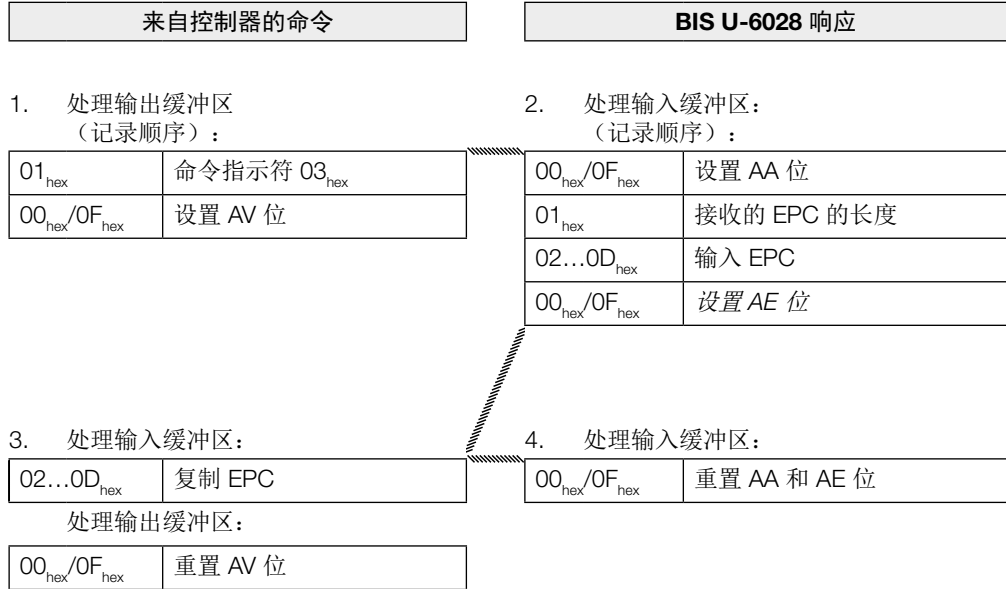 来自控制器的命令
BIS U-6028 响应
1. 处理输出缓冲区
（记录顺序）：
01hex 命令指示符 03hex
00hex/0Fhex 设置 AV 位
2. 处理输入缓冲区：
（记录顺序）：
00hex/0Fhex 设置 AA 位
01hex 接收的 EPC 的长度
02…0Dhex 输入 EPC
00hex/0Fhex 设置 AE 位
3. 处理输入缓冲区：
02…0Dhex 复制 EPC
处理输出缓冲区：
00hex/0Fhex 重置 AV 位
4. 处理输入缓冲区：
00hex/0Fhex 重置 AA 和 AE 位